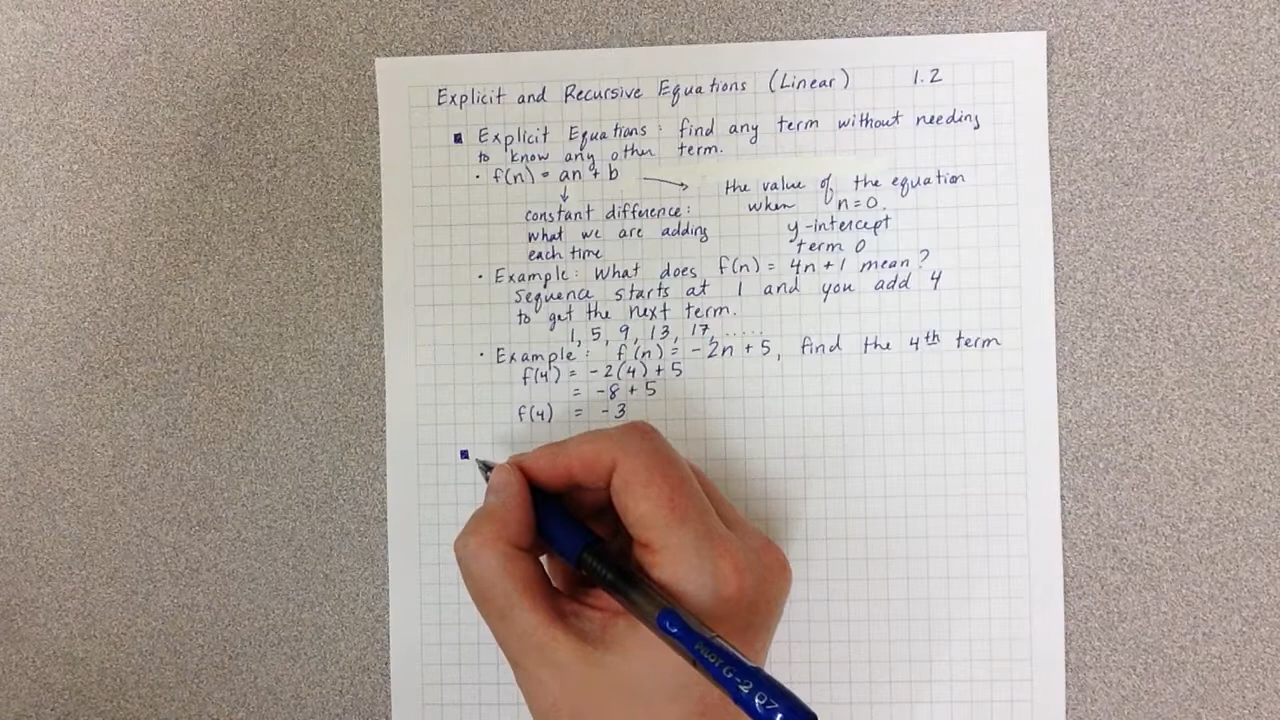 Explicit and Recursive Equations (Linear) 1.2
Explicit Equations: find any term without needing
to know any other term.
• f(n) = an + b → the value of the equation
when n=0.
↓
constant difference:
what we are adding
each time
y-intercept
term 0
• Example: What does f(n) = 4n+1 mean?
Sequence starts at 1 and you add 4
to get the next term.
1, 5, 9, 13, 17, .....
• Example: f(n) = -2n + 5, find the 4th term
f(4) = -2(4) + 5
= -8 + 5
f(4) = -3
PILOT G-2 07